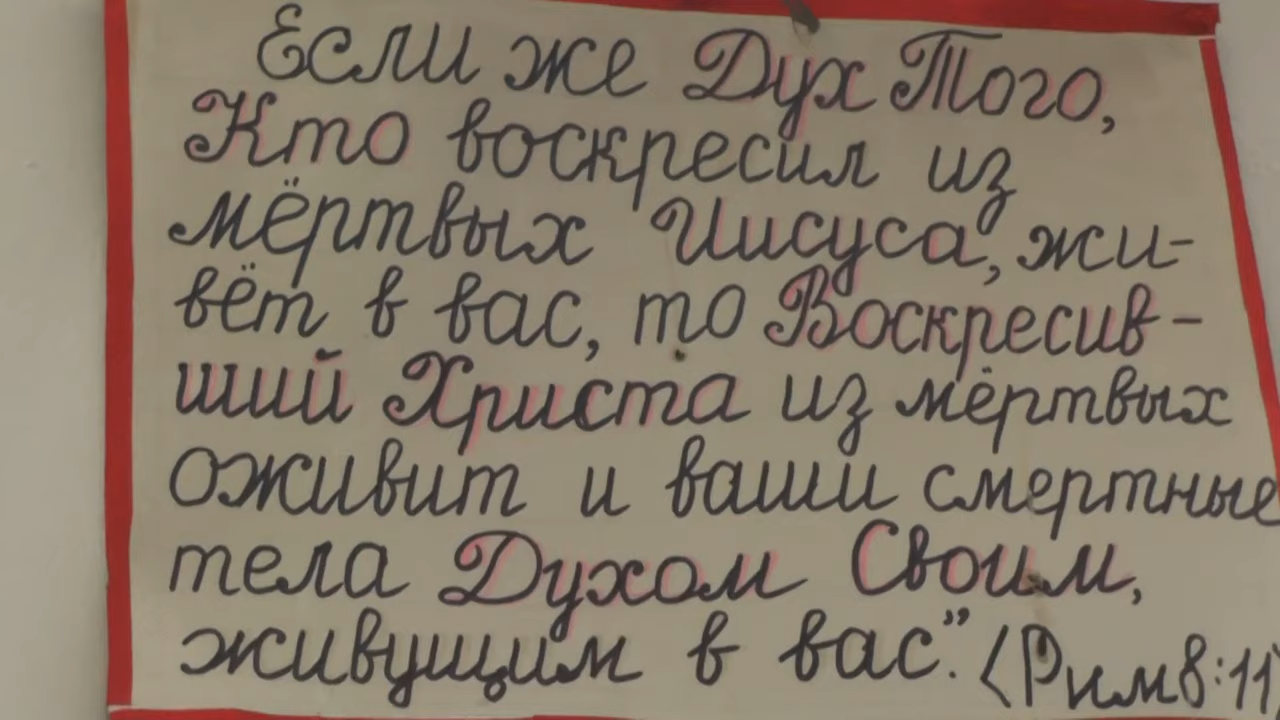 Если же Дух Того,
Кто воскресил из
мёртвых Иисуса, жи-
вёт в вас, то Воскресив-
ший Христа из мёртвых
оживит и ваши смертные
тела Духом Своим,
живущим в вас". (Рим 8:11)